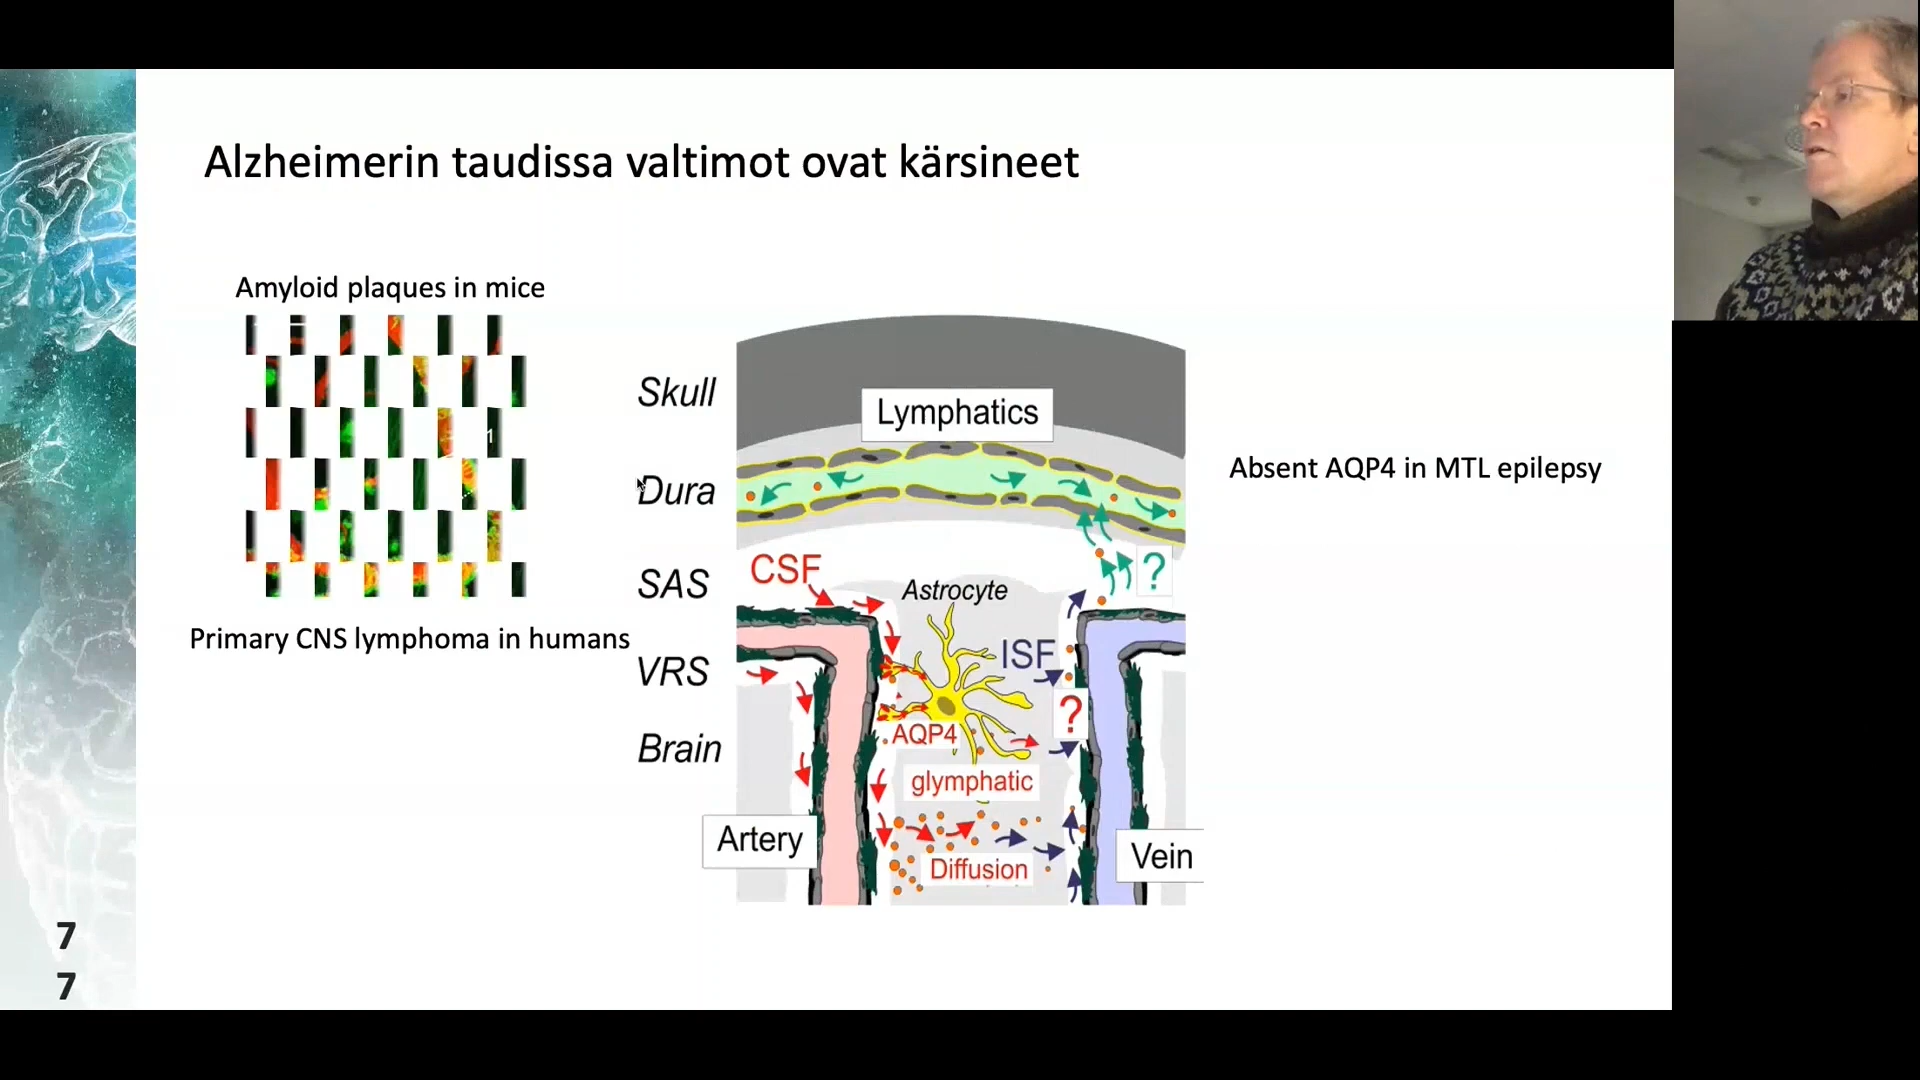 Alzheimerin taudissa valtimot ovat kärsineet
Amyloid plaques in mice
1
Primary CNS lymphoma in humans
Skull
Dura
SAS
VRS
Brain
Lymphatics
CSF
Astrocyte
?
ISF
?
AQP4
glymphatic
Artery
Diffusion
Vein
Absent AQP4 in MTL epilepsy
7
7